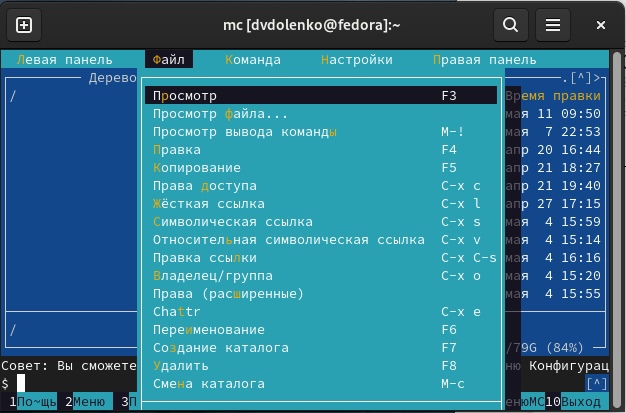 mc [dvdolenko@fedora]:~
Левая панель Файл Команда Настройки Правая панель
Дерево .[^]>
/ Время правки
Просмотр F3
мая 11 09:50
Просмотр файла...
мая 7 22:53
Просмотр вывода команды M-!
апр 20 16:44
Правка F4
апр 21 18:27
Копирование F5
апр 21 19:40
Права доступа C-x c
апр 27 17:15
Жёсткая ссылка C-x l
мая 4 15:59
Символическая ссылка C-x s
мая 4 15:14
Относительная символическая ссылка C-x v
мая 4 16:16
Правка ссылки C-x C-s
мая 4 15:20
Владелец/группа C-x o
мая 4 15:55
Права (расширенные)
Chattr C-x e
/ Переименование F6
Создание каталога F7
/79G (84%)
Удалить F8
Совет: Вы сможете ню Конфигурац
Смена каталога M-c
$ [^]
1По~щь 2Меню 3П енюMC10Выход